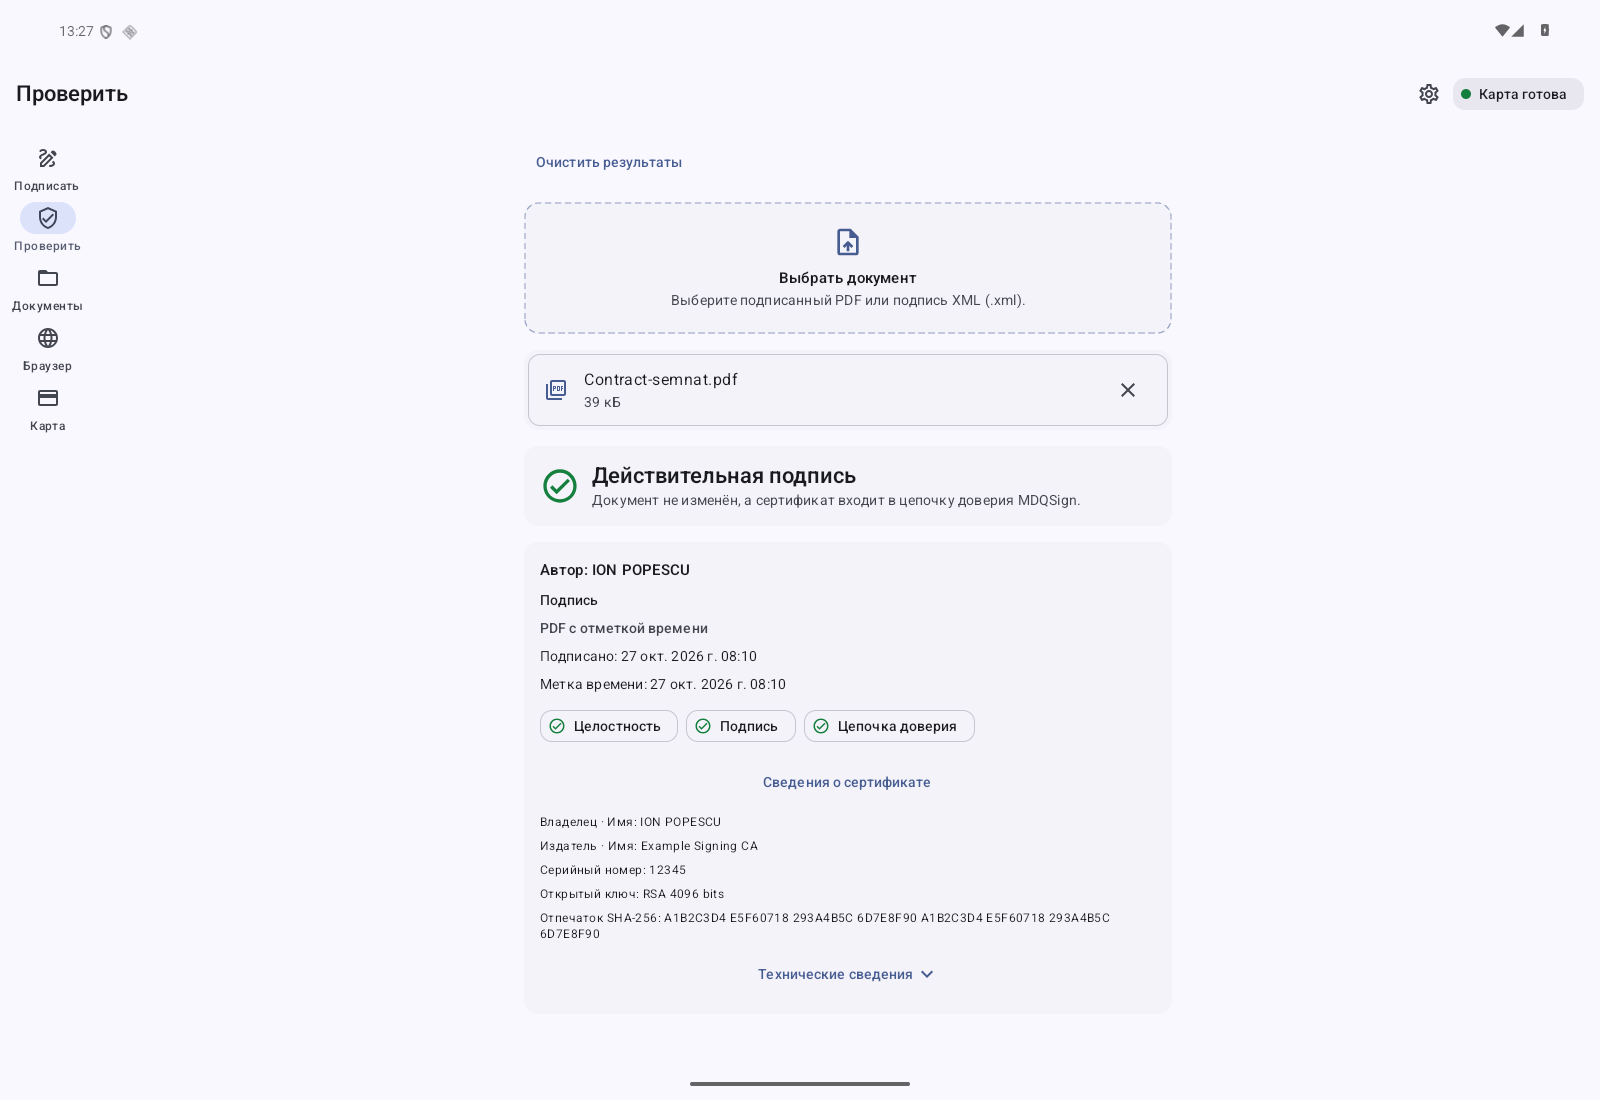 13:27
Проверить
Карта готова
Подписать
Проверить
Документы
Браузер
Карта
Очистить результаты
Выбрать документ
Выберите подписанный PDF или подпись XML (.xml).
PDF
Contract-semnat.pdf
39 кБ
Действительная подпись
Документ не изменён, а сертификат входит в цепочку доверия MDQSign.
Автор: ION POPESCU
Подпись
PDF с отметкой времени
Подписано: 27 окт. 2026 г. 08:10
Метка времени: 27 окт. 2026 г. 08:10
Целостность
Подпись
Цепочка доверия
Сведения о сертификате
Владелец · Имя: ION POPESCU
Издатель · Имя: Example Signing CA
Серийный номер: 12345
Открытый ключ: RSA 4096 bits
Отпечаток SHA-256: A1B2C3D4 E5F60718 293A4B5C 6D7E8F90 A1B2C3D4 E5F60718 293A4B5C
6D7E8F90
Технические сведения